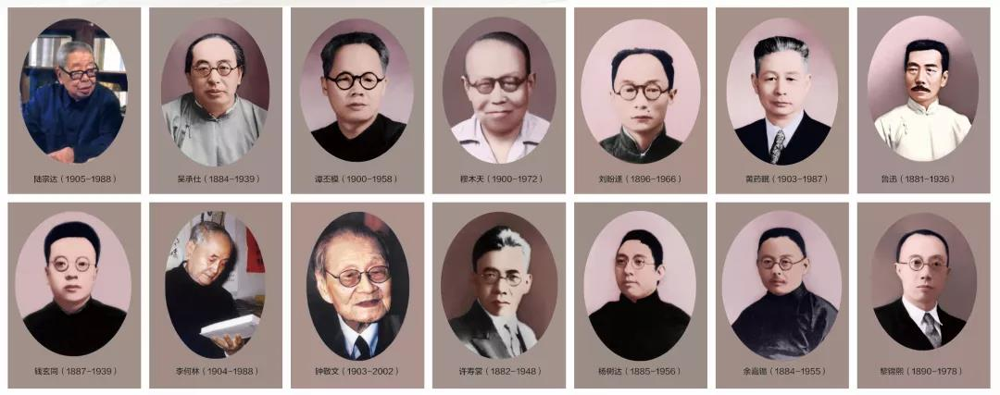 陆宗达（1905-1988）
吴承仕（1884-1939）
谭丕模（1900-1958）
穆木天（1900-1972）
刘盼遂（1896-1966）
黄药眠（1903-1987）
鲁迅（1881-1936）
钱玄同（1887-1939）
李何林（1904-1988）
钟敬文（1903-2002）
许寿裳（1882-1948）
杨树达（1885-1956）
余嘉锡（1884-1955）
黎锦熙（1890-1978）